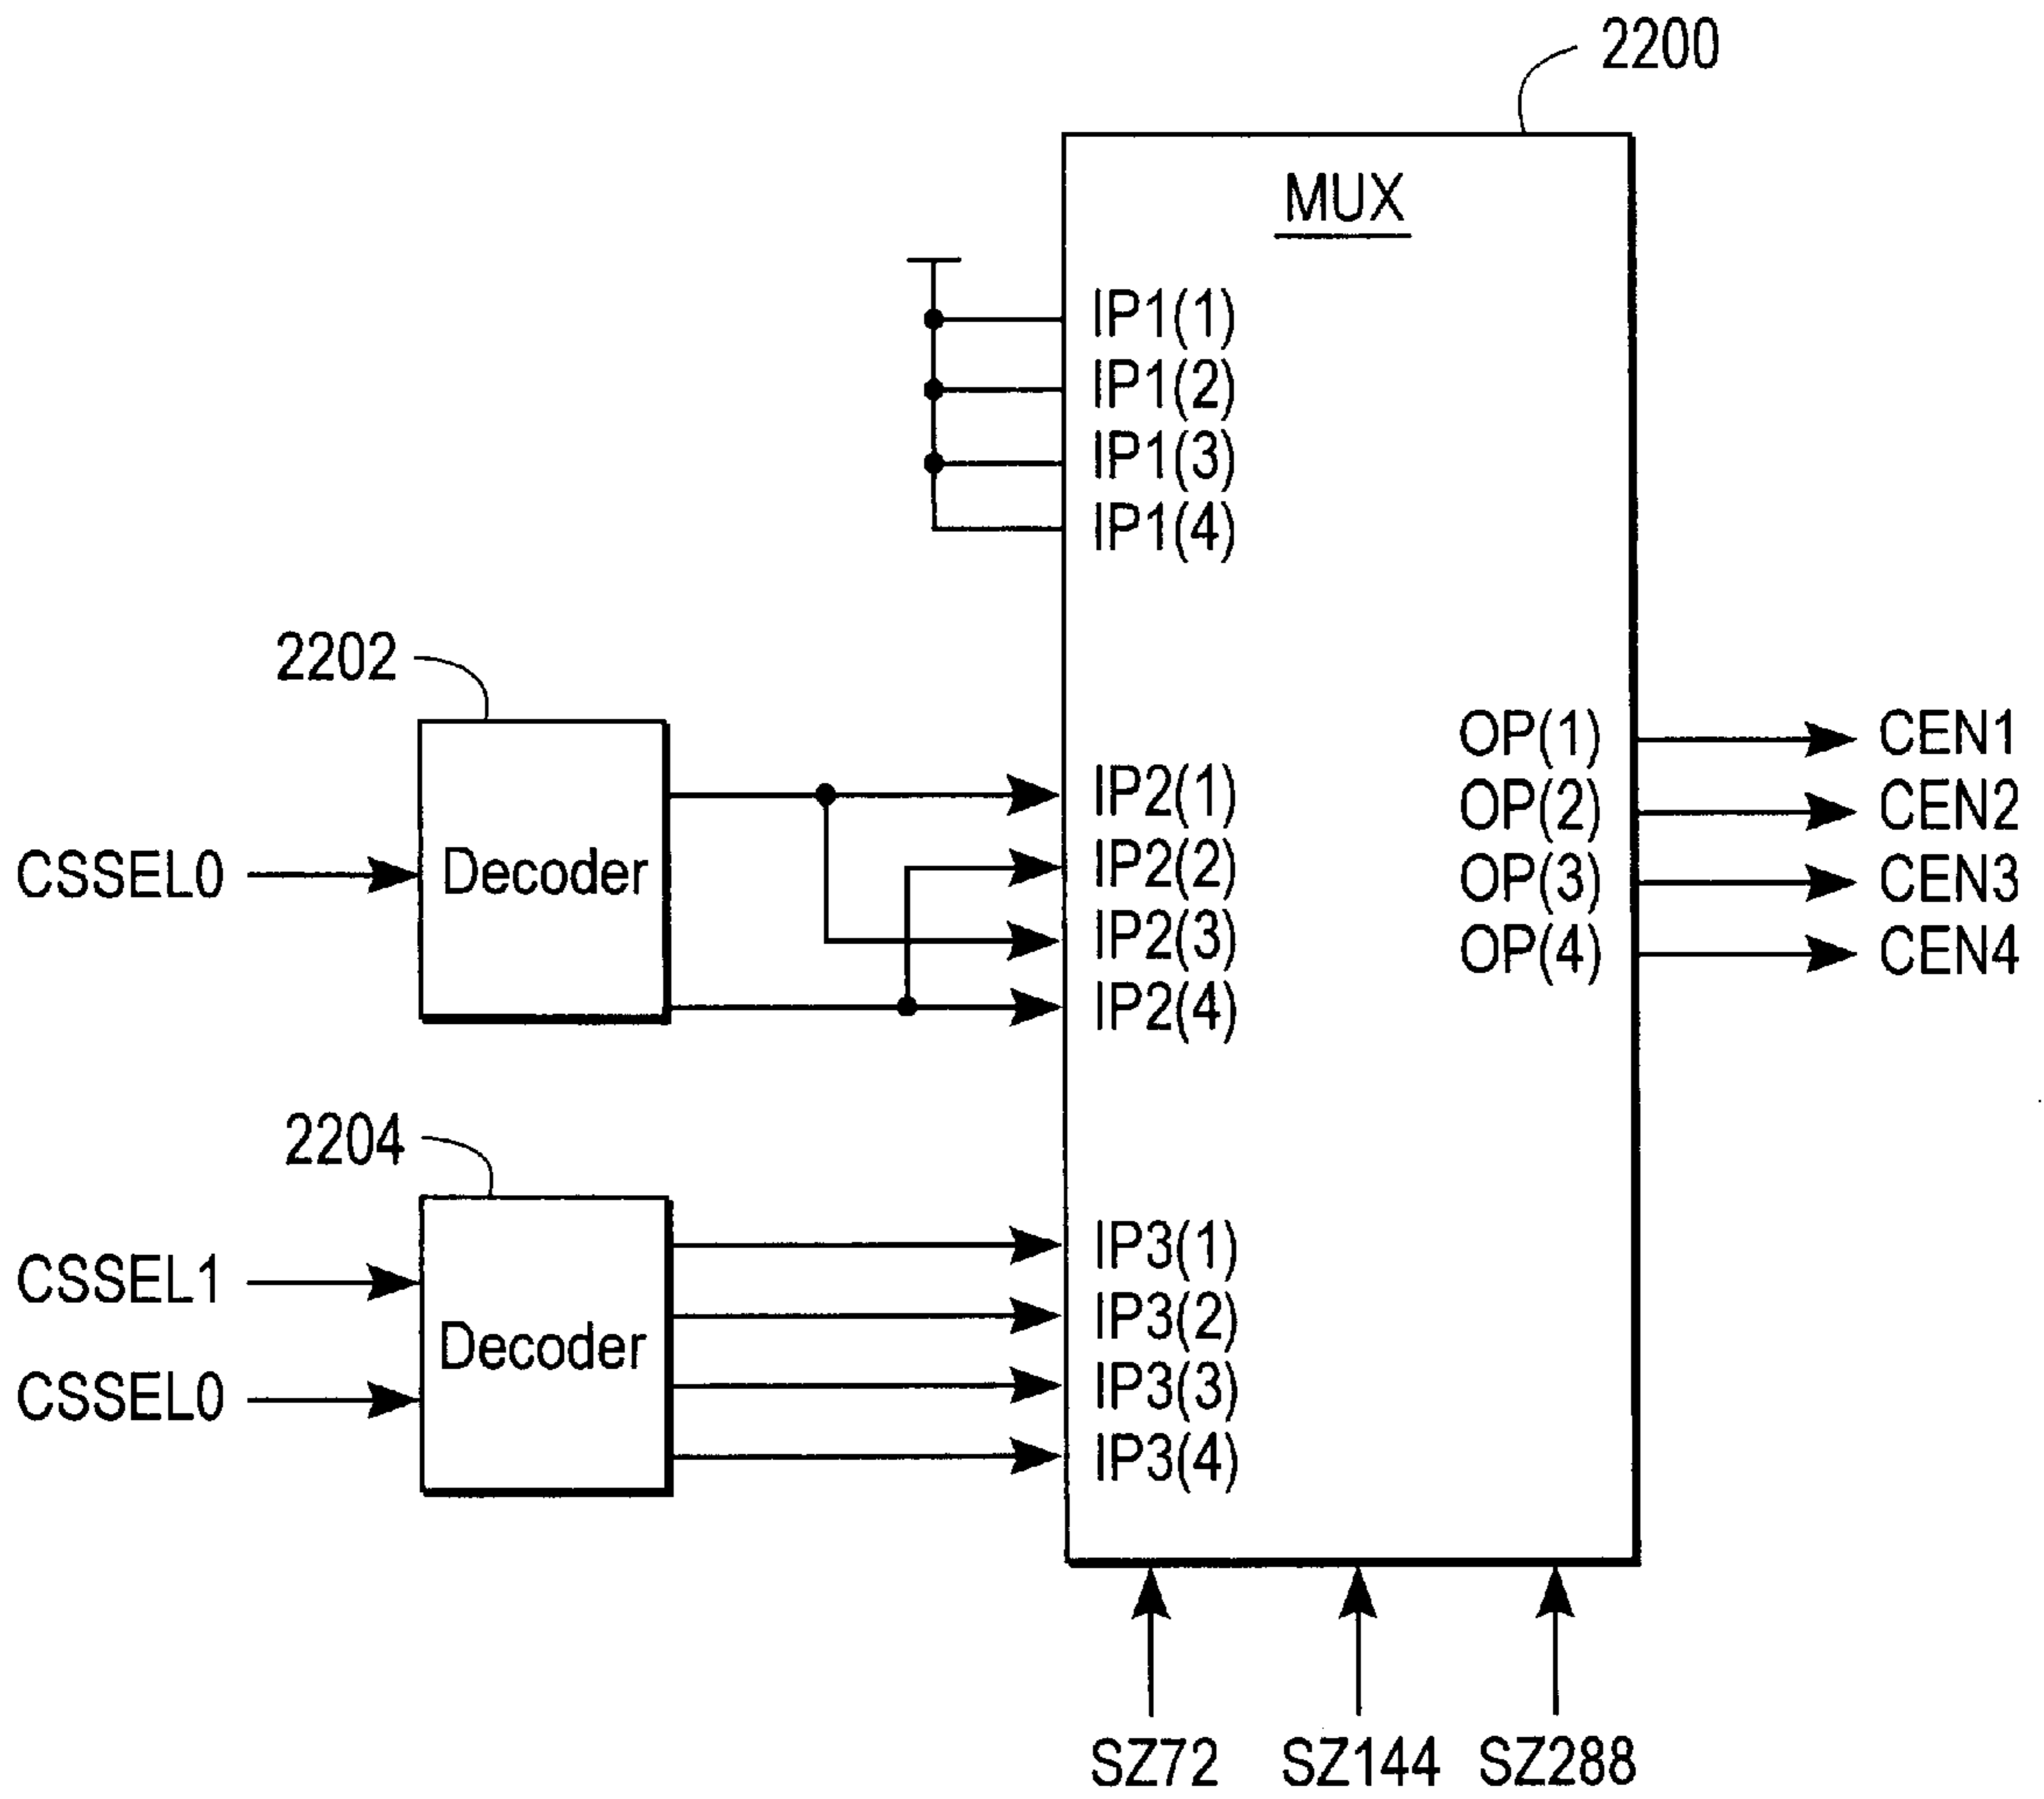 2200
MUX
IP1(1)
IP1(2)
IP1(3)
IP1(4)
2202
Decoder
CSSEL0
IP2(1)
IP2(2)
IP2(3)
IP2(4)
OP(1)
OP(2)
OP(3)
OP(4)
CEN1
CEN2
CEN3
CEN4
2204
CSSEL1
CSSEL0
Decoder
IP3(1)
IP3(2)
IP3(3)
IP3(4)
SZ72
SZ144
SZ288